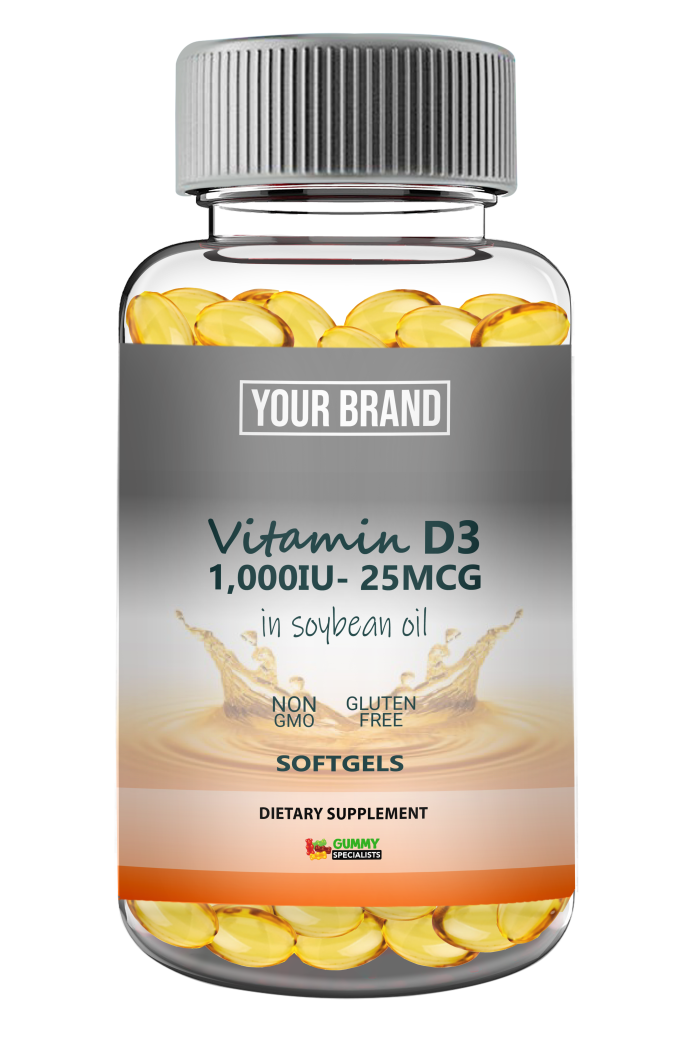 YOUR BRAND
Vitamin D3
1,000IU- 25MCG
in soybean oil
NON GLUTEN
GMO FREE
SOFTGELS
DIETARY SUPPLEMENT
GUMMY
SPECIALISTS